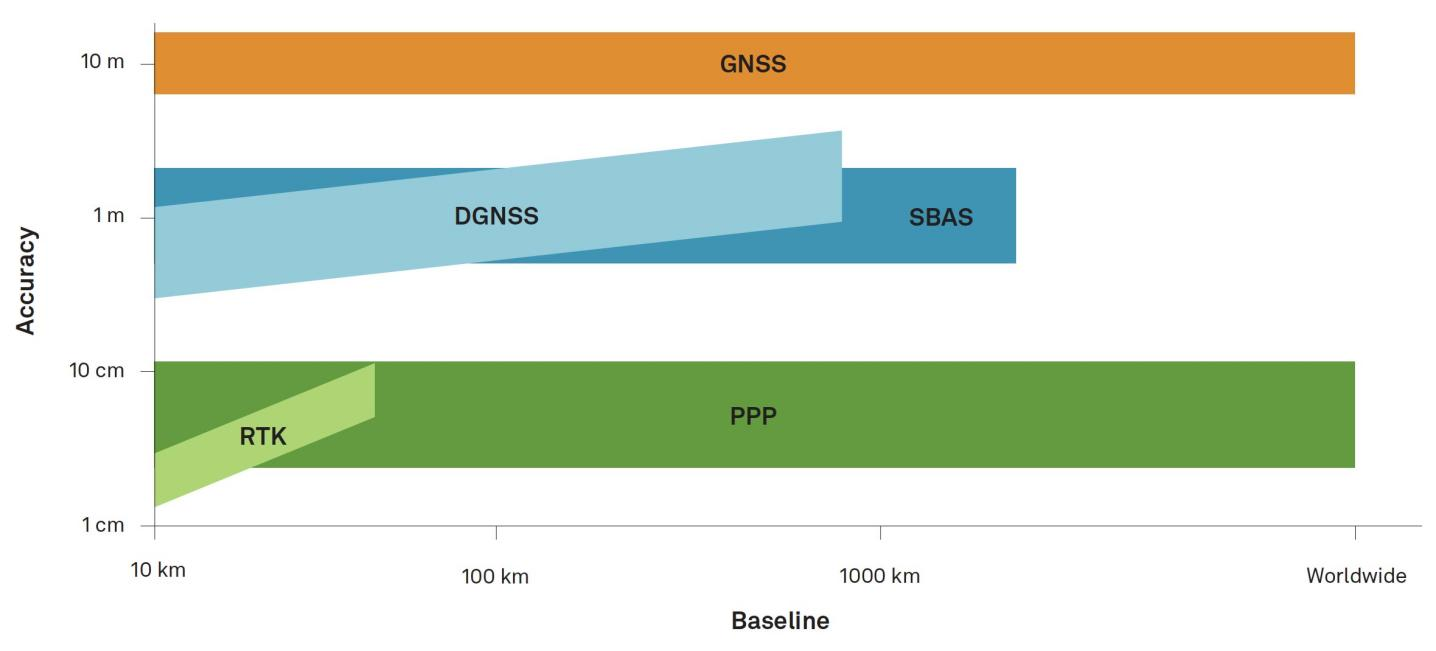 10 m
GNSS
1 m
DGNSS
SBAS
Accuracy
10 cm
PPP
RTK
1 cm
10 km
100 km
1000 km
Worldwide
Baseline